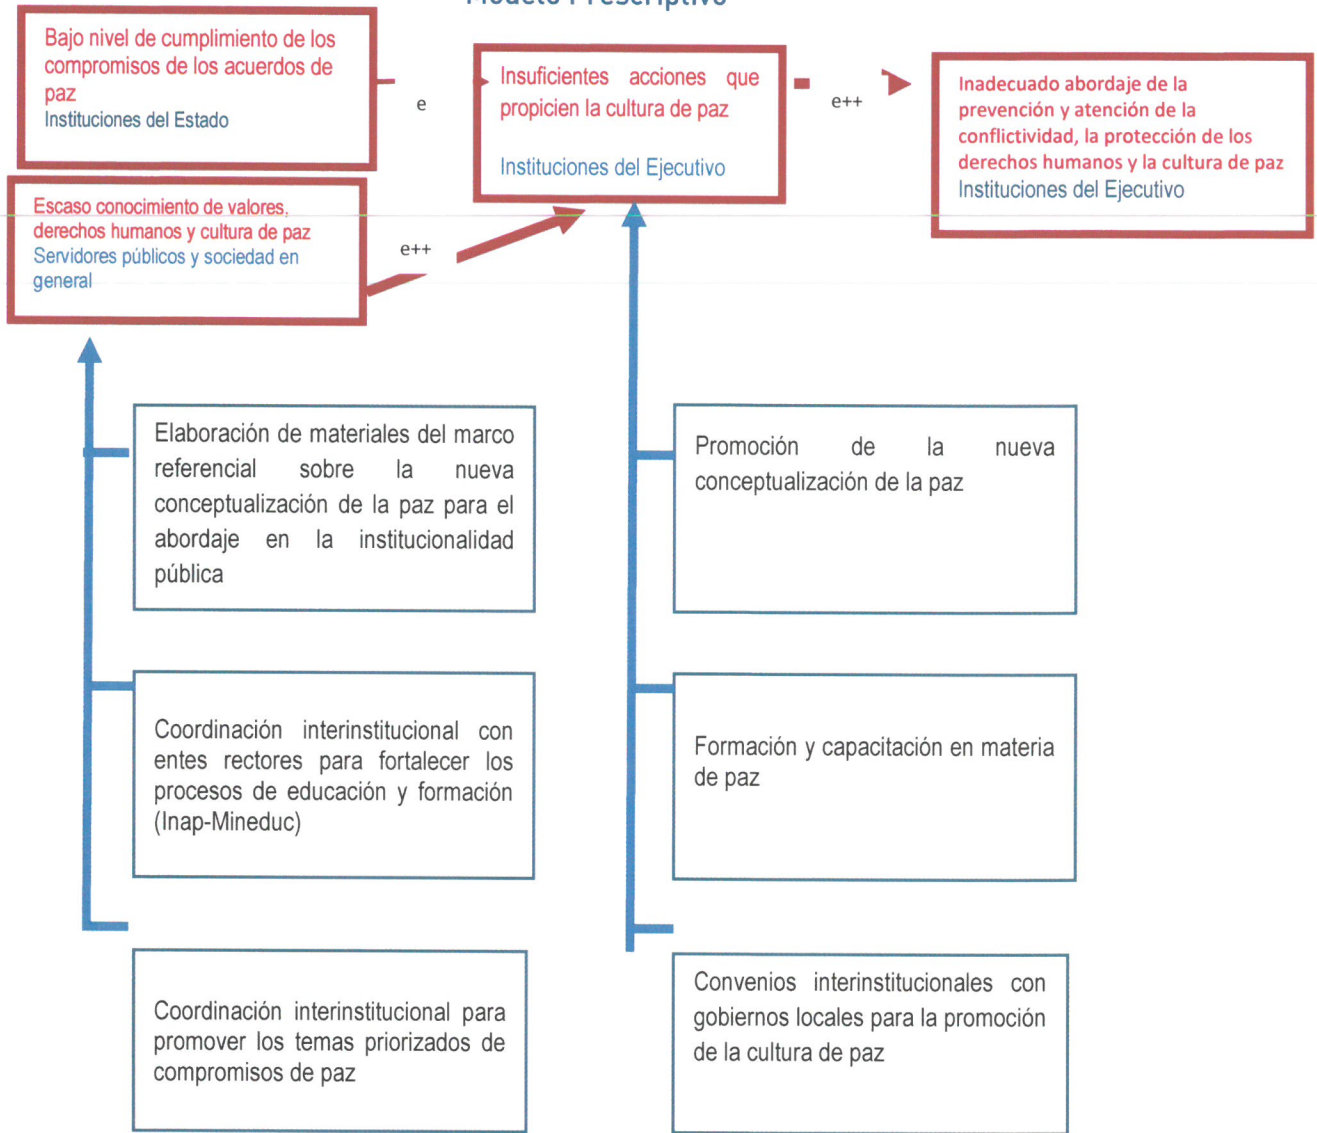 Modelo Prescriptivo
Bajo nivel de cumplimiento de los
compromisos de los acuerdos de
paz
Instituciones del Estado
e
Insuficientes acciones que
propicien la cultura de paz
Instituciones del Ejecutivo
e++
Inadecuado abordaje de la
prevención y atención de la
conflictividad, la protección de los
derechos humanos y la cultura de paz
Instituciones del Ejecutivo
Escaso conocimiento de valores,
derechos humanos y cultura de paz
Servidores públicos y sociedad en
general
e++
Elaboración de materiales del marco
referencial sobre la nueva
conceptualización de la paz para el
abordaje en la institucionalidad
pública
Promoción de la nueva
conceptualización de la paz
Coordinación interinstitucional con
entes rectores para fortalecer los
procesos de educación y formación
(Inap-Mineduc)
Formación y capacitación en materia
de paz
Coordinación interinstitucional para
promover los temas priorizados de
compromisos de paz
Convenios interinstitucionales con
gobiernos locales para la promoción
de la cultura de paz